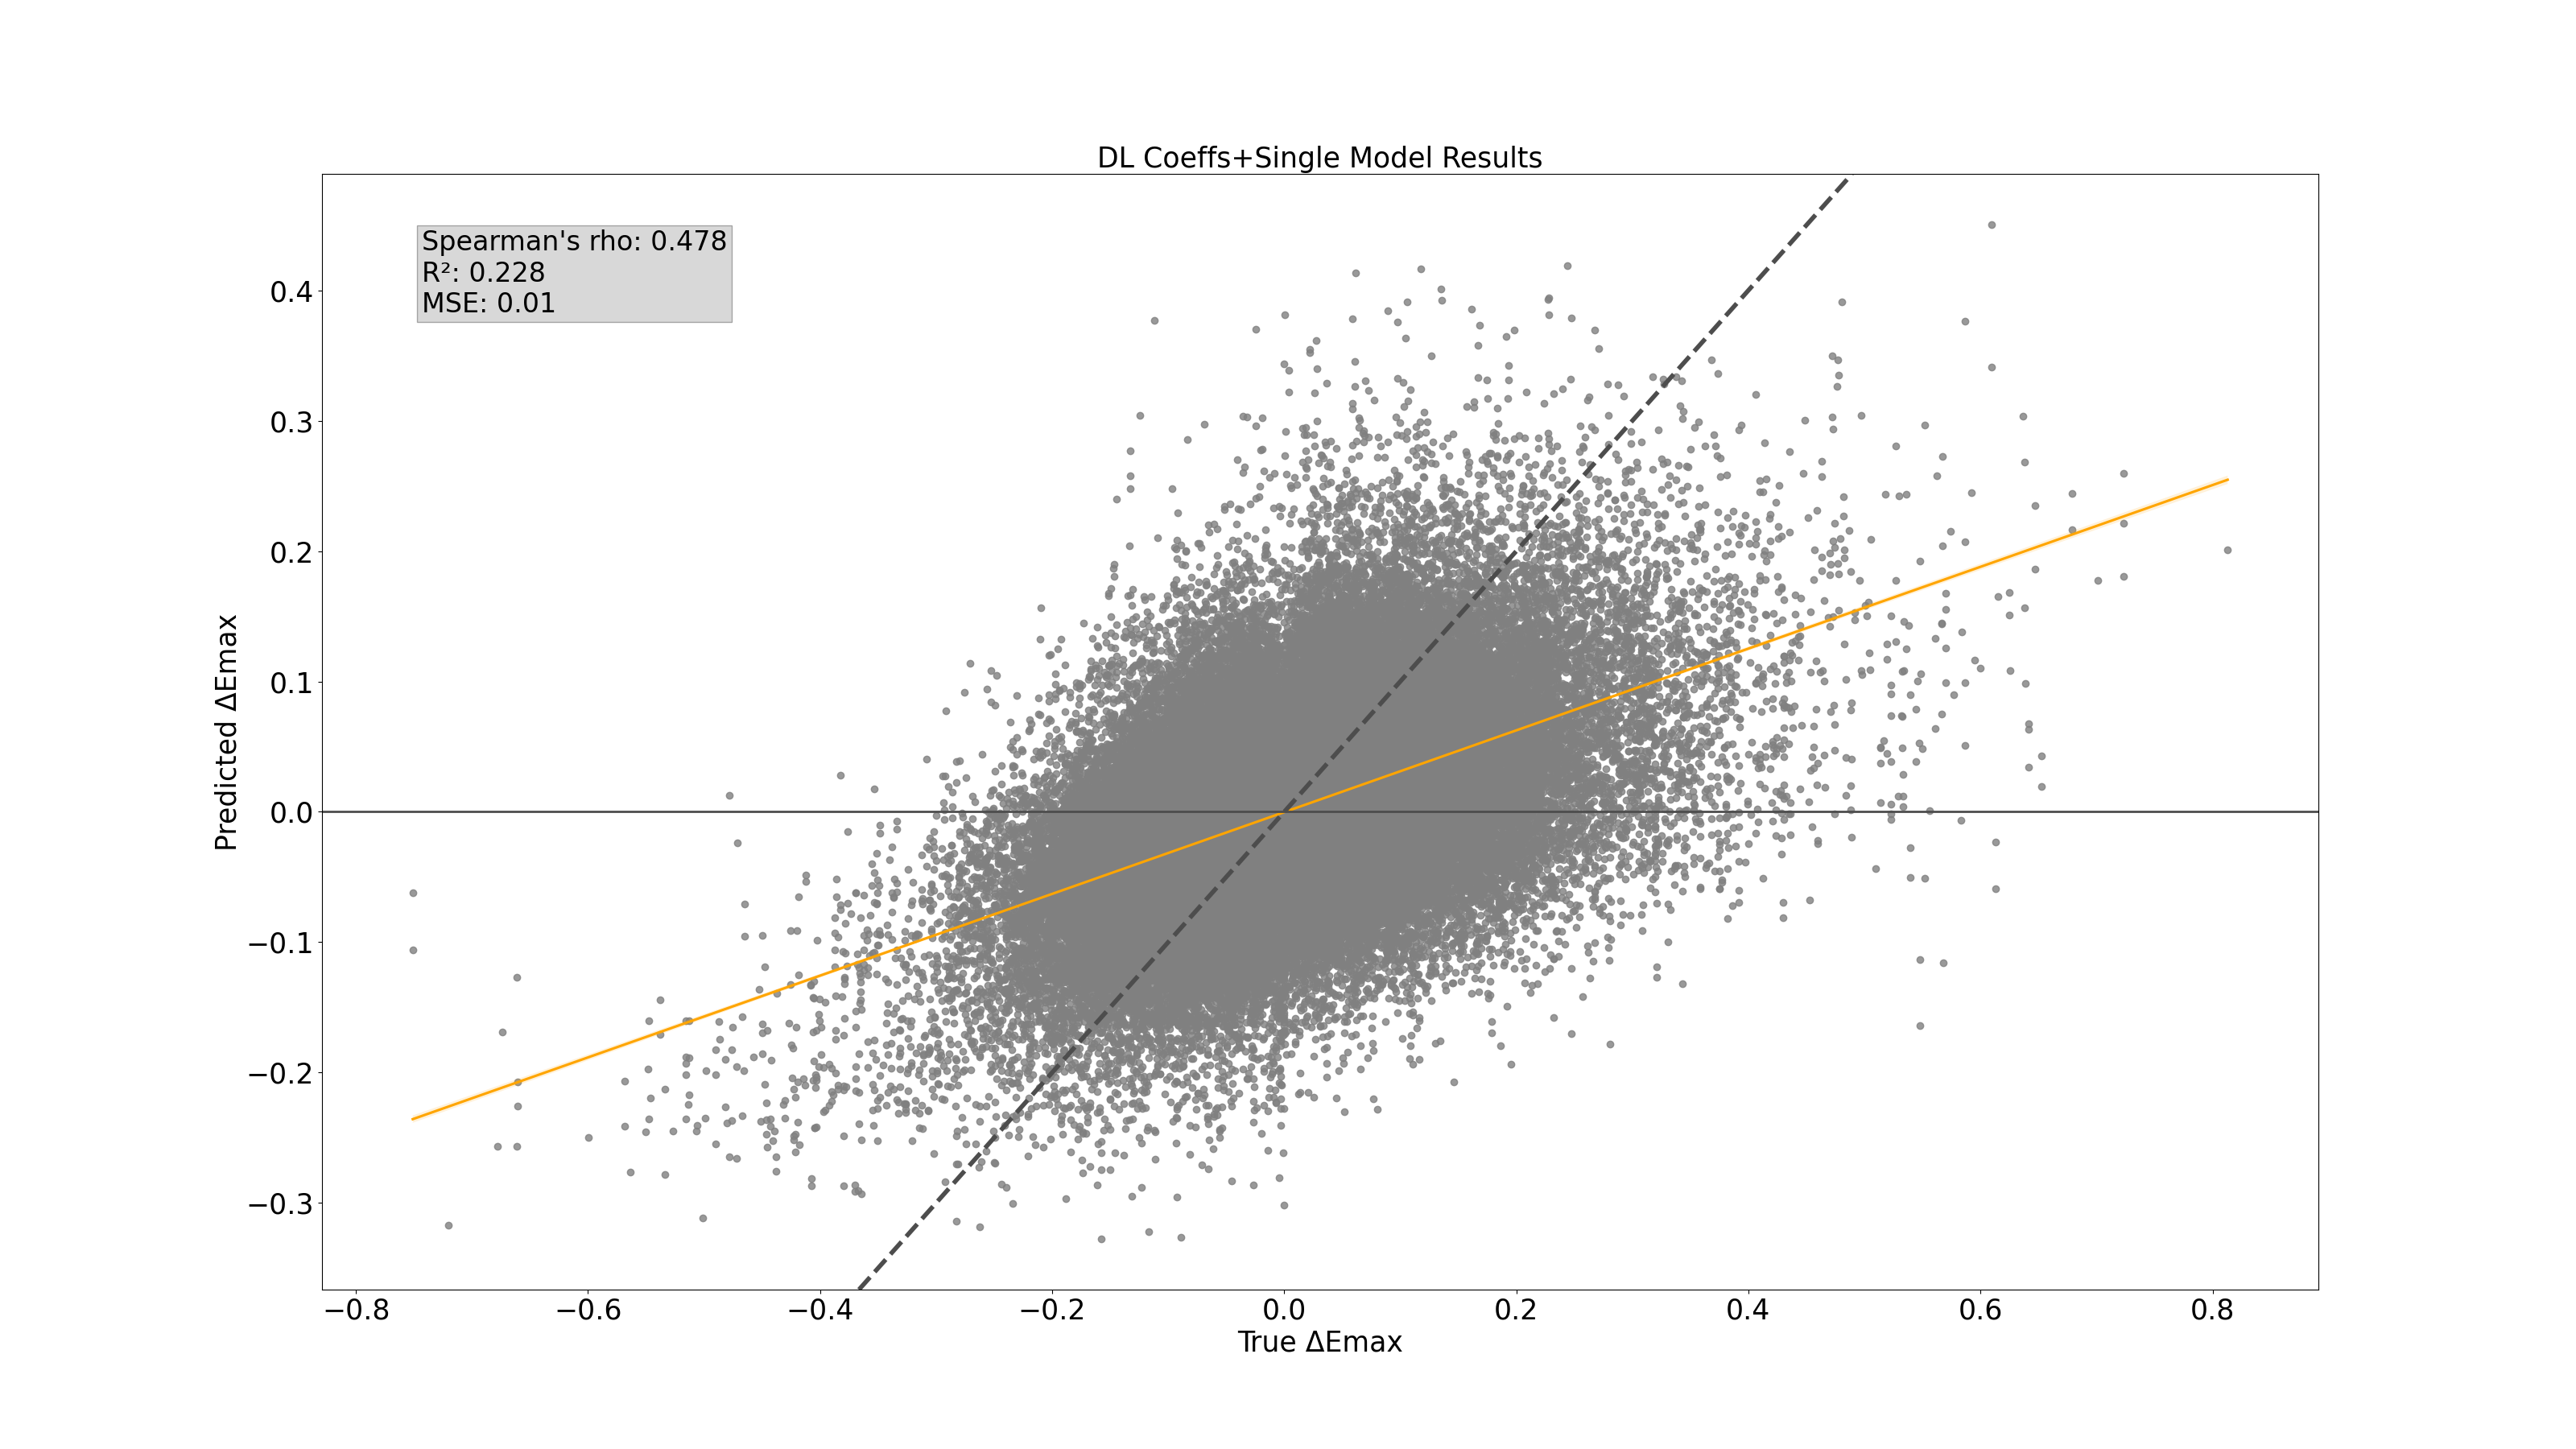 DL Coeffs+Single Model Results
Spearman's rho: 0.478
R²: 0.228
MSE: 0.01
Predicted ΔEmax
0.4
0.3
0.2
0.1
0.0
−0.1
−0.2
−0.3
−0.8 −0.6 −0.4 −0.2 0.0 0.2 0.4 0.6 0.8
True ΔEmax